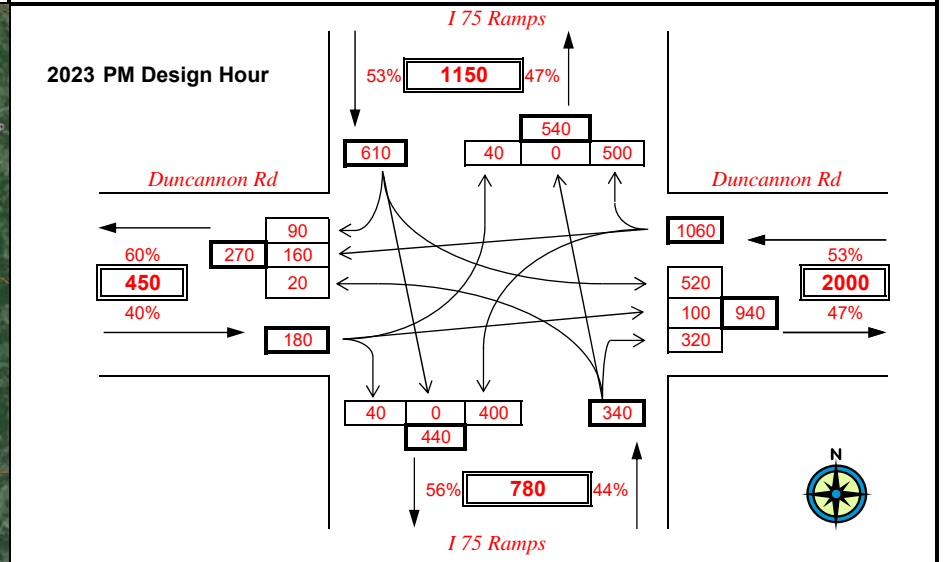 I 75 Ramps
2023 PM Design Hour
53% 1150 47%
540
610 40 0 500
Duncannon Rd Duncannon Rd
90 1060
60% 270 160 53%
450 20 520 2000
40% 100 940 47%
180 320
40 0 400 340
440
N
56% 780 44%
I 75 Ramps